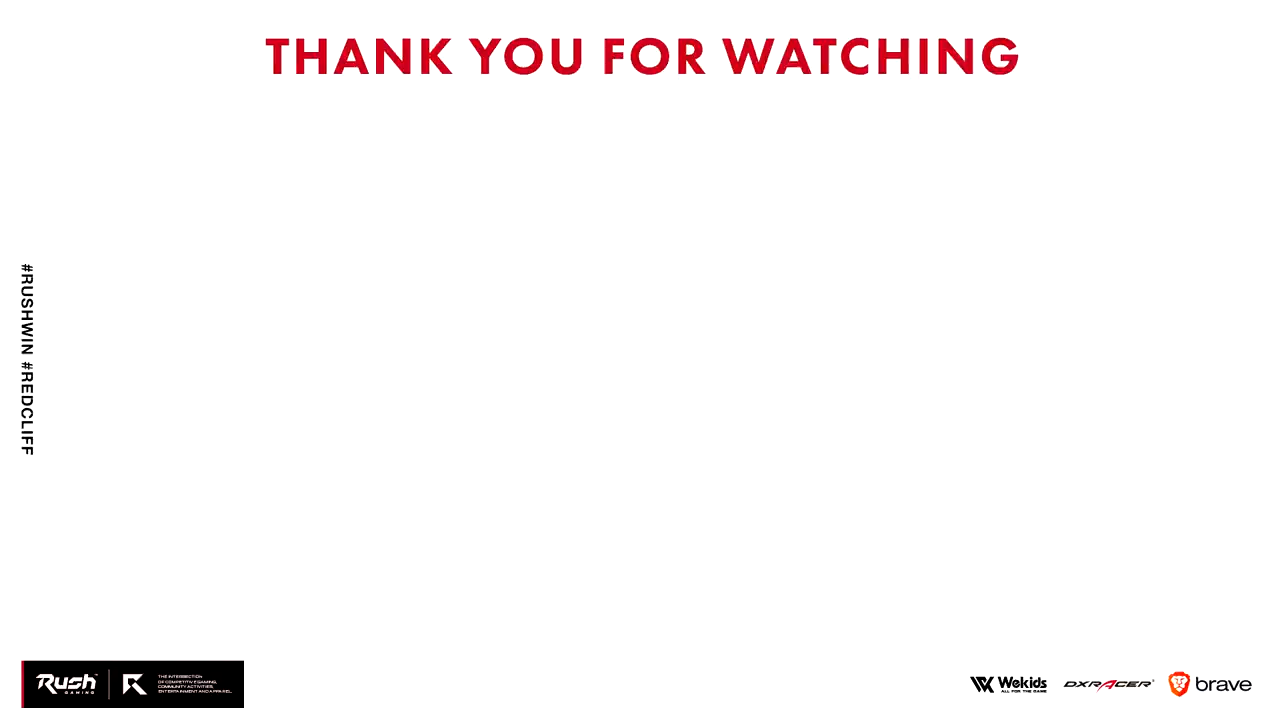 THANK YOU FOR WATCHING
#RUSHWIN #REDCLIFF
Rush
GAMING
THE INTERSECTION
OF COMPETITIVE GAMING,
COMMUNITY ACTIVITIES,
ENTERTAINMENT AND APPAREL.
Wekids
ALL FOR THE GAME
DXRACER
brave